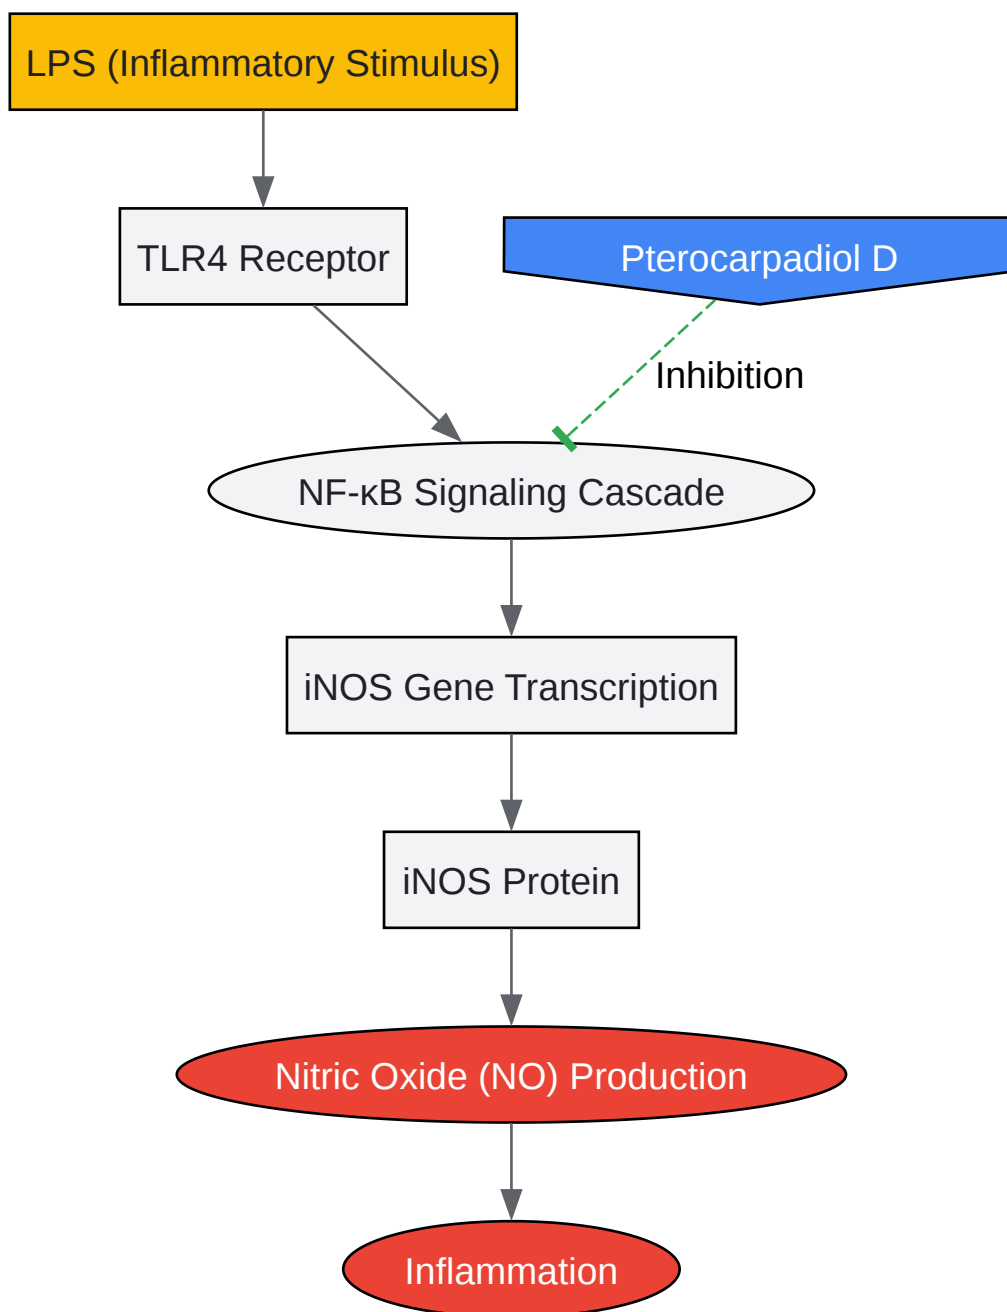 LPS (Inflammatory Stimulus)
TLR4 Receptor
Pterocarpadiol D
Inhibition
NF-κB Signaling Cascade
iNOS Gene Transcription
iNOS Protein
Nitric Oxide (NO) Production
Inflammation